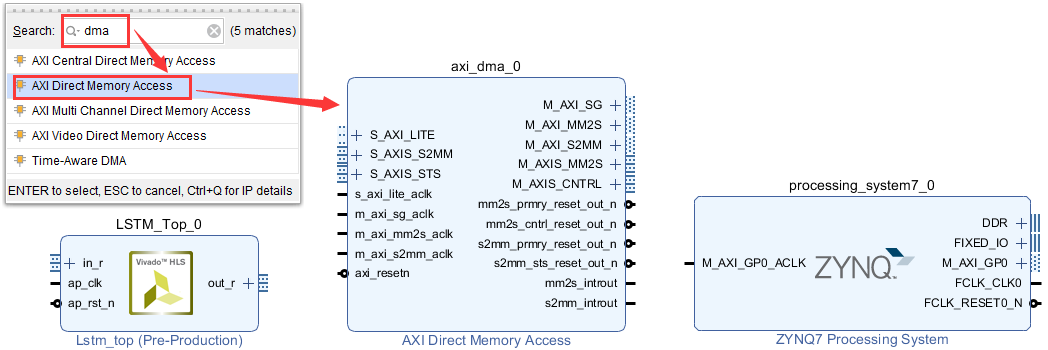 Search: dma (5 matches)
AXI Central Direct Memory Access
AXI Direct Memory Access
AXI Multi Channel Direct Memory Access
AXI Video Direct Memory Access
Time-Aware DMA
ENTER to select, ESC to cancel, Ctrl+Q for IP details
LSTM_Top_0
in_r
ap_clk
ap_rst_n
Vivado™ HLS
out_r
Lstm_top (Pre-Production)
axi_dma_0
S_AXI_LITE
S_AXIS_S2MM
S_AXIS_STS
s_axi_lite_aclk
m_axi_sg_aclk
m_axi_mm2s_aclk
m_axi_s2mm_aclk
axi_resetn
M_AXI_SG
M_AXI_MM2S
M_AXI_S2MM
M_AXIS_MM2S
M_AXIS_CNTRL
mm2s_prmry_reset_out_n
mm2s_cntrl_reset_out_n
s2mm_prmry_reset_out_n
s2mm_sts_reset_out_n
mm2s_introut
s2mm_introut
AXI Direct Memory Access
processing_system7_0
M_AXI_GP0_ACLK
ZYNQ™
DDR
FIXED_IO
M_AXI_GP0
FCLK_CLK0
FCLK_RESET0_N
ZYNQ7 Processing System